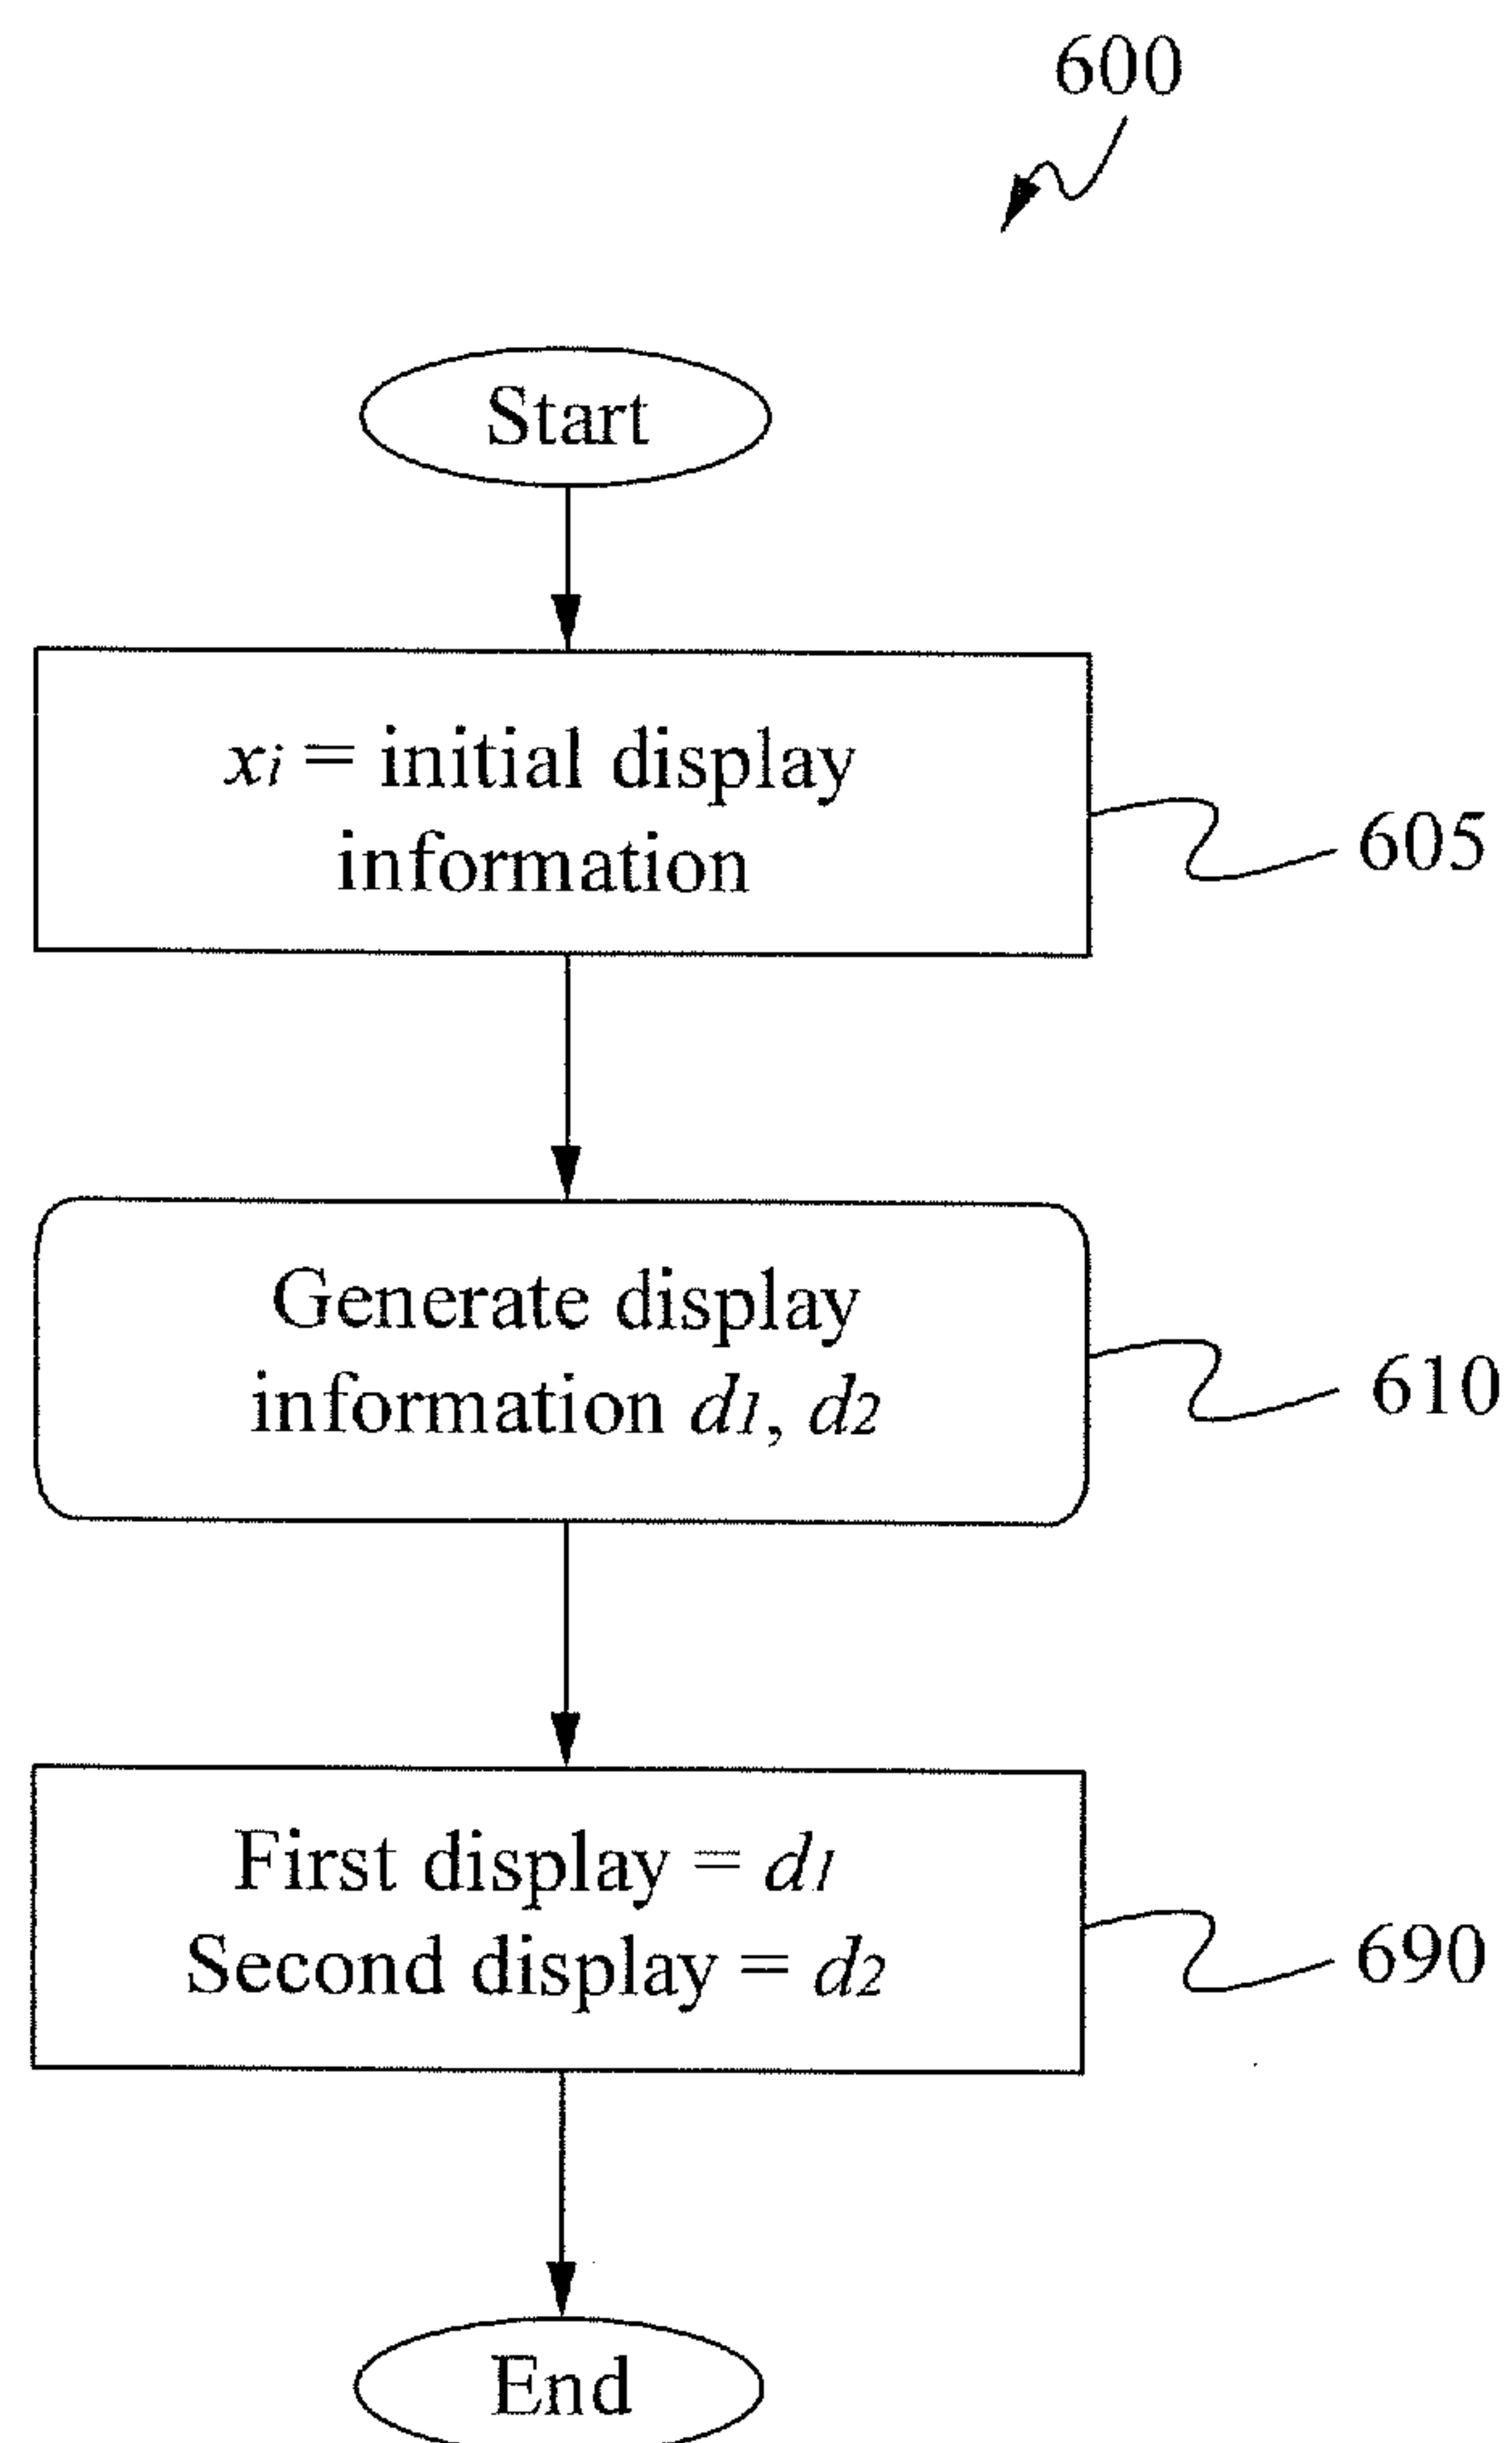 600
Start
xi = initial display
information
605
Generate display
information d1, d2
610
First display = d1
Second display = d2
690
End